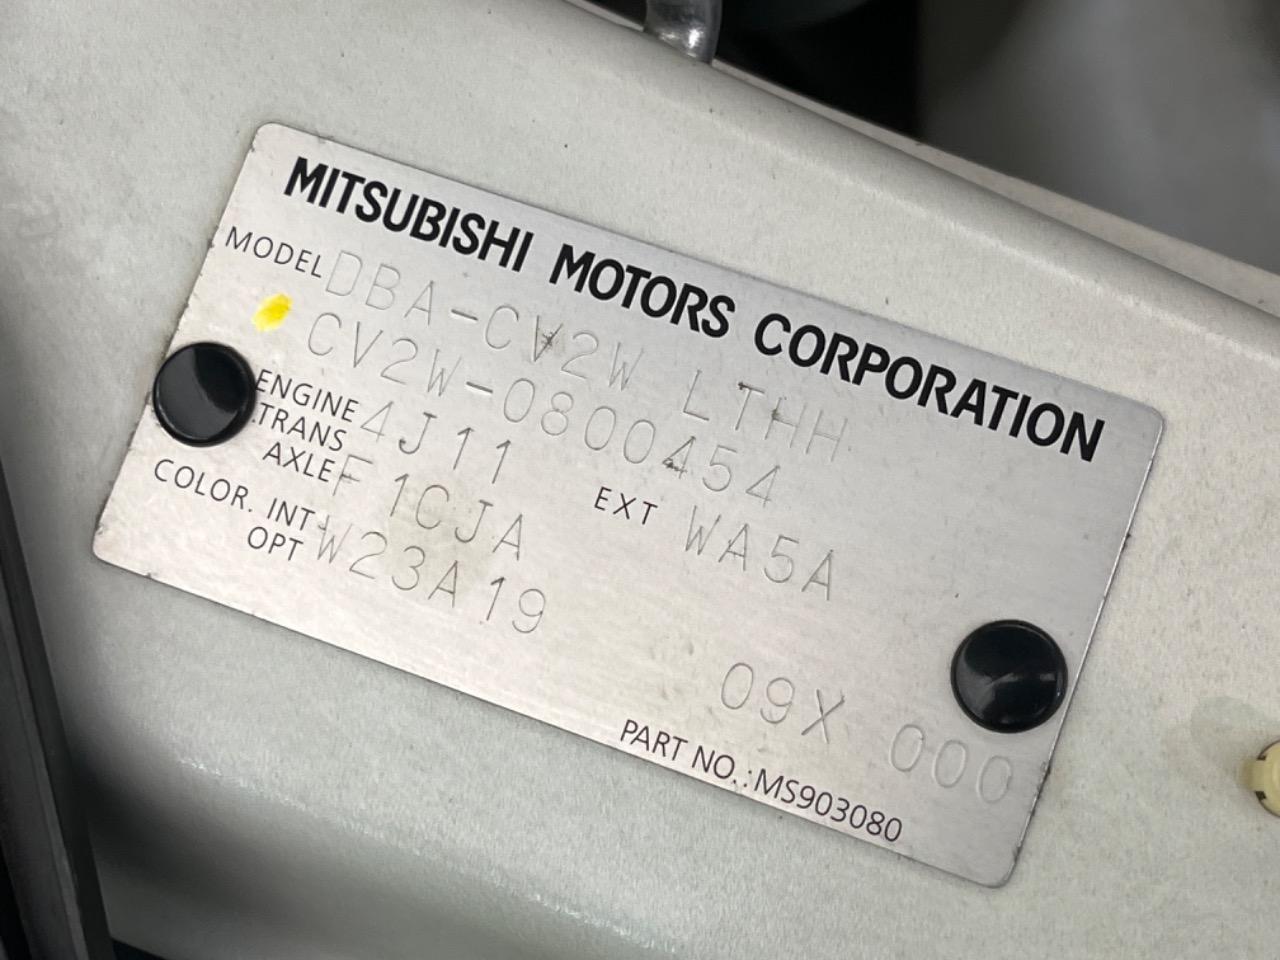 MITSUBISHI MOTORS CORPORATION
MODEL DBA-CV2W LTHH
CV2W-0800454
ENGINE 4J11 EXT WA5A
TRANS AXLE F1CJA
COLOR. INT OPT W23A19
09X 000
PART NO.:MS903080